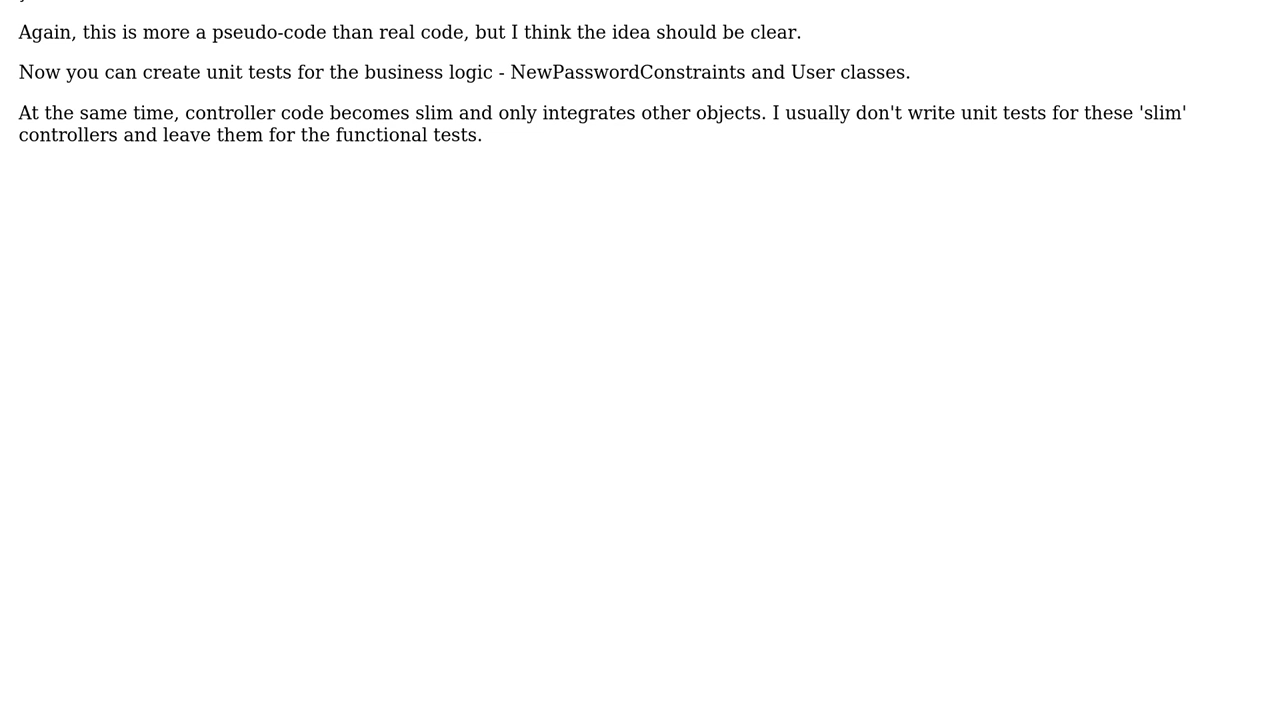 Again, this is more a pseudo-code than real code, but I think the idea should be clear.
Now you can create unit tests for the business logic - NewPasswordConstraints and User classes.
At the same time, controller code becomes slim and only integrates other objects. I usually don't write unit tests for these 'slim'
controllers and leave them for the functional tests.